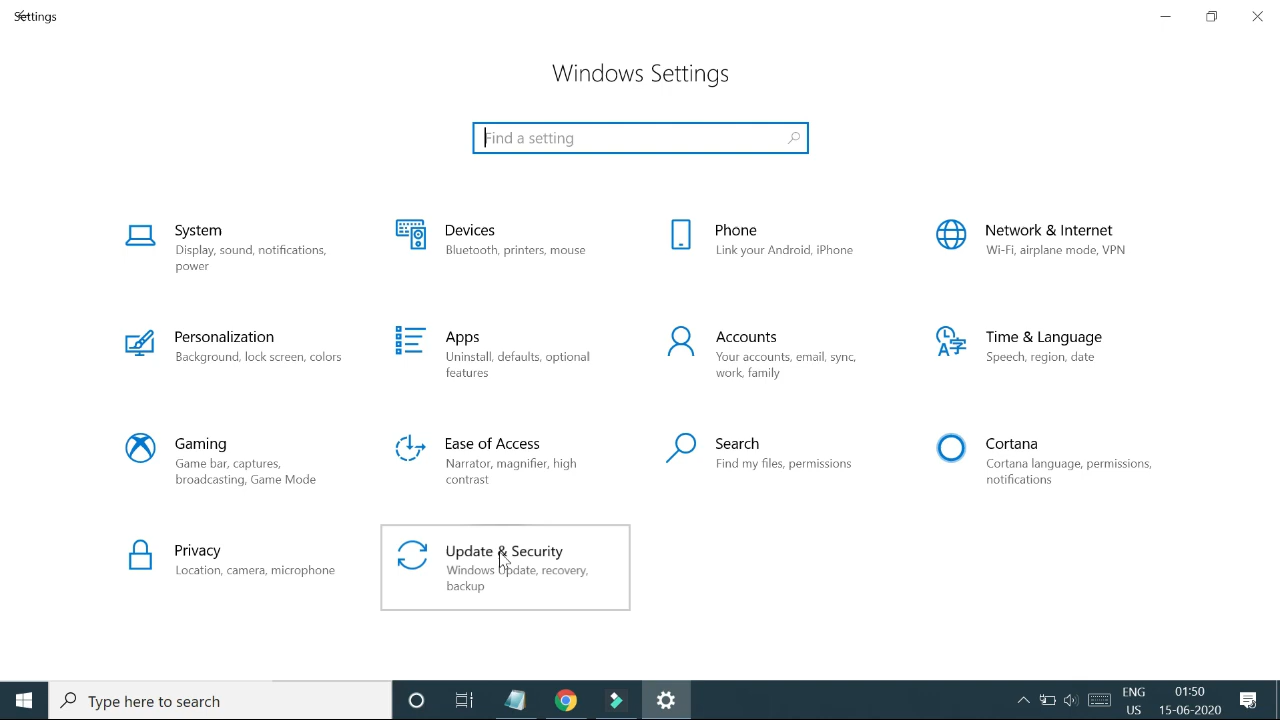 Settings
Windows Settings
Find a setting
System
Display, sound, notifications,
power
Devices
Bluetooth, printers, mouse
Phone
Link your Android, iPhone
Network & Internet
Wi-Fi, airplane mode, VPN
Personalization
Background, lock screen, colors
Apps
Uninstall, defaults, optional
features
Accounts
Your accounts, email, sync,
work, family
Time & Language
Speech, region, date
Gaming
Game bar, captures,
broadcasting, Game Mode
Ease of Access
Narrator, magnifier, high
contrast
Search
Find my files, permissions
Cortana
Cortana language, permissions,
notifications
Privacy
Location, camera, microphone
Update & Security
Windows Update, recovery,
backup
Type here to search
ENG
US
01:50
15-06-2020